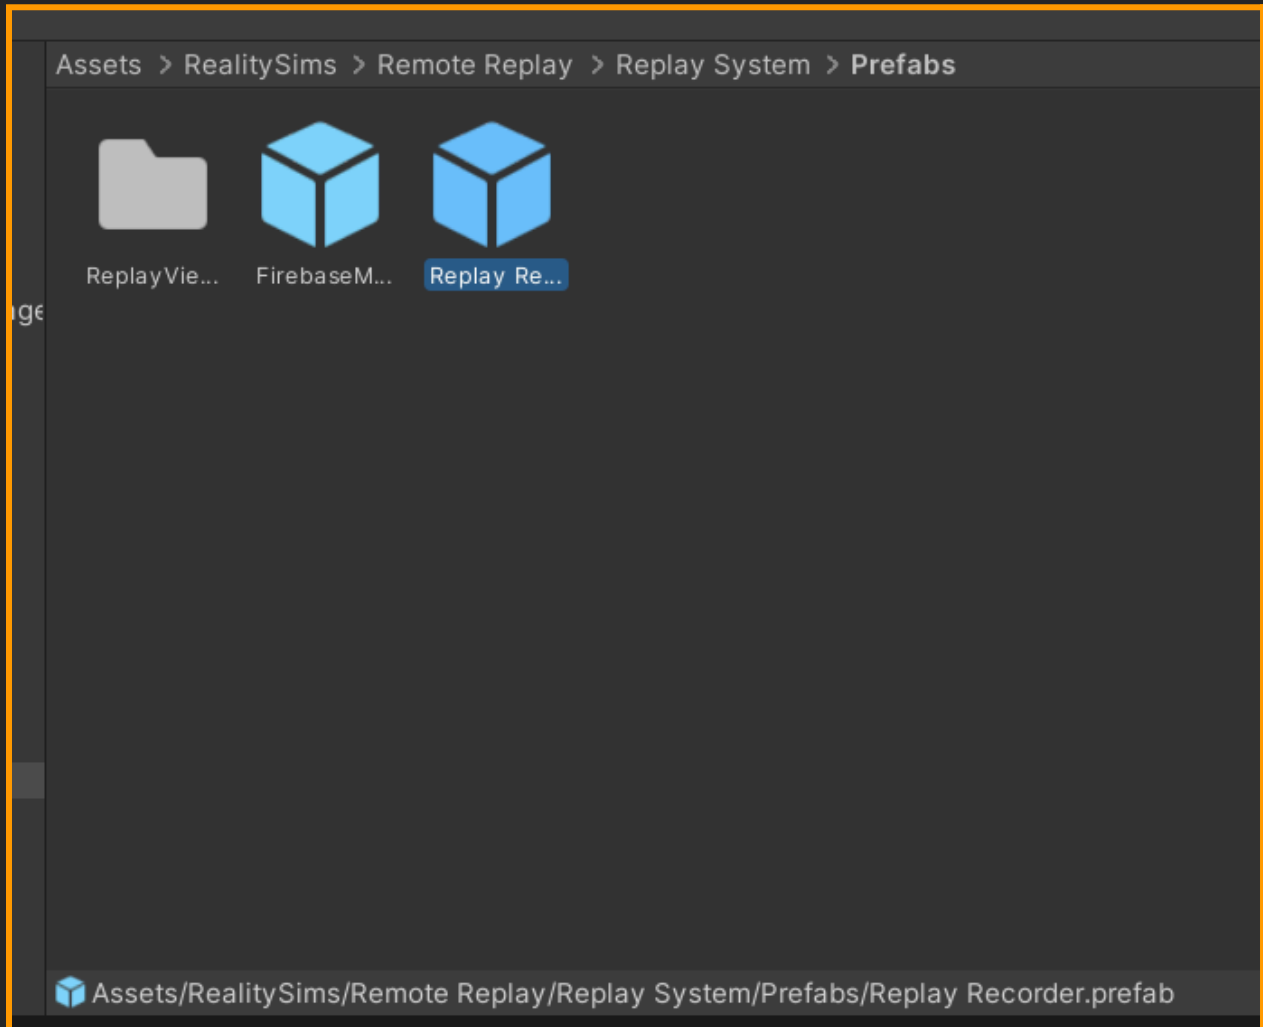 Assets > RealitySims > Remote Replay > Replay System > Prefabs
ReplayVie... FirebaseM... Replay Re...
Assets/RealitySims/Remote Replay/Replay System/Prefabs/Replay Recorder.prefab